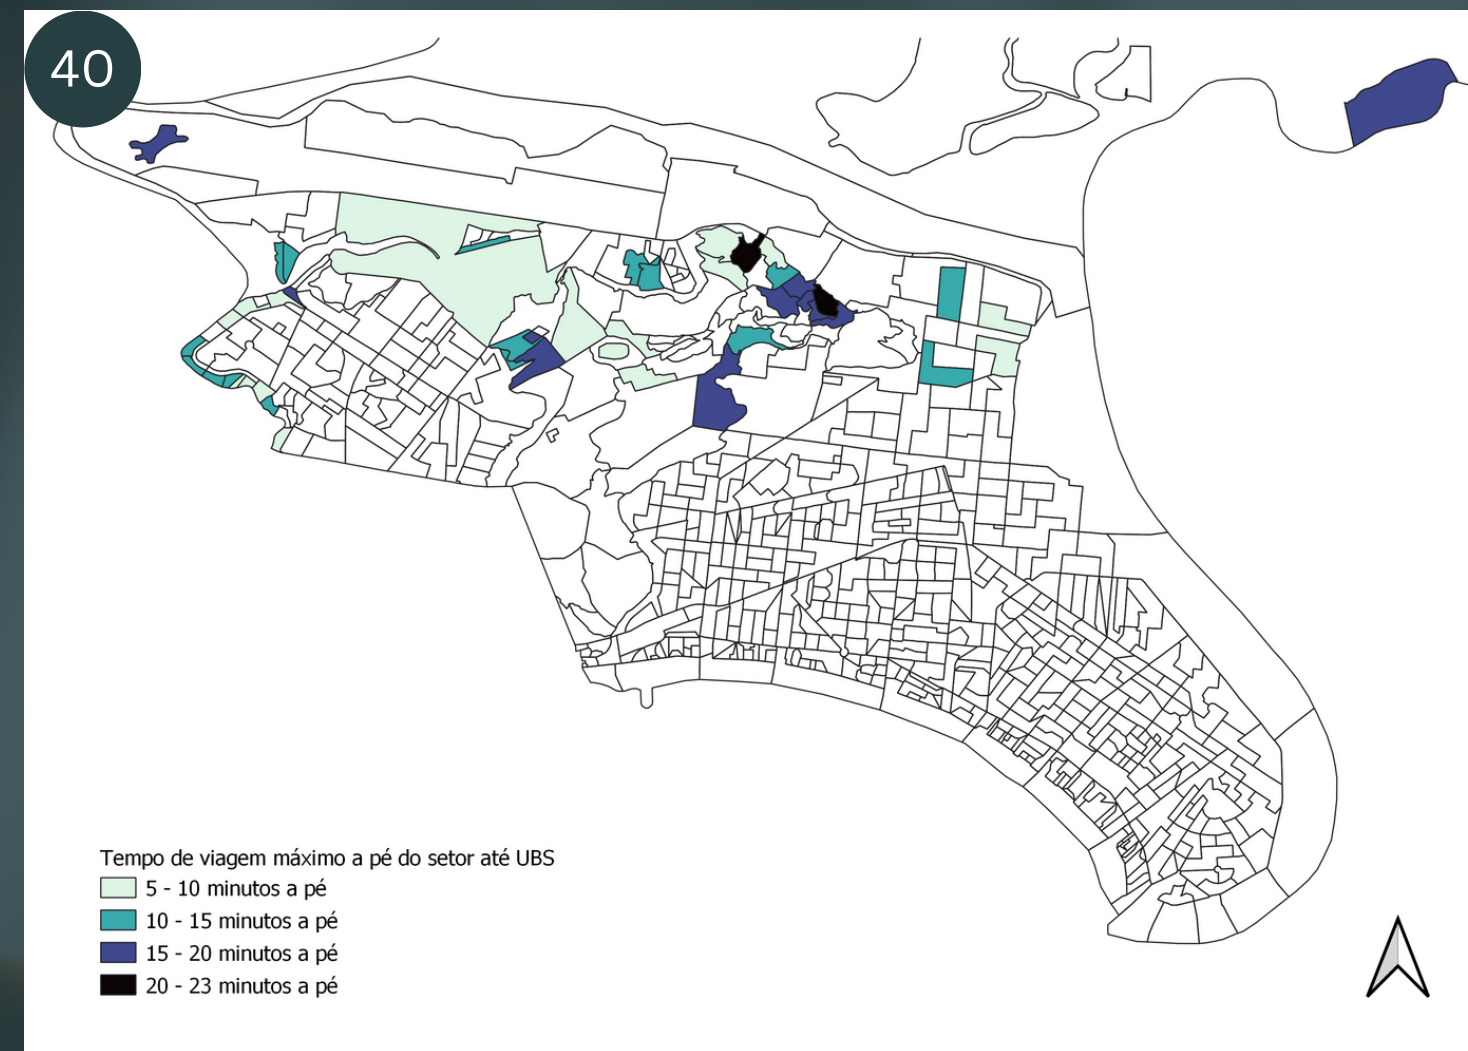 40
Tempo de viagem máximo a pé do setor até UBS
5 - 10 minutos a pé
10 - 15 minutos a pé
15 - 20 minutos a pé
20 - 23 minutos a pé